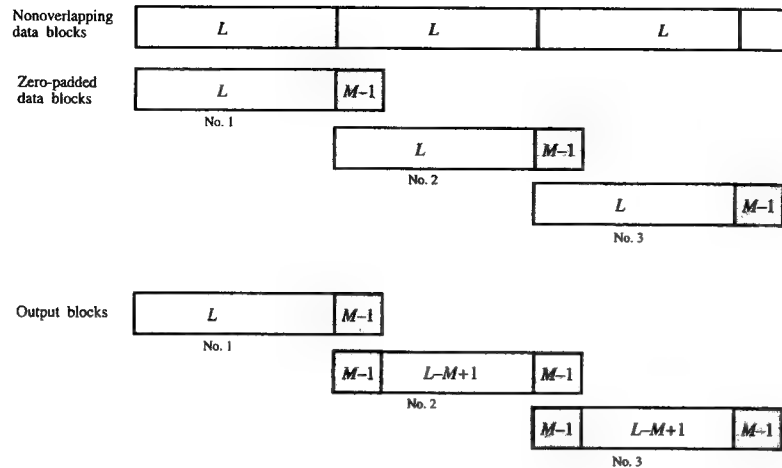 Nonoverlapping
data blocks
L L L
Zero-padded
data blocks
L M–1
No. 1
L M–1
No. 2
L M–1
No. 3
Output blocks
L M–1
No. 1
M–1 L–M+1 M–1
No. 2
M–1 L–M+1 M–1
No. 3